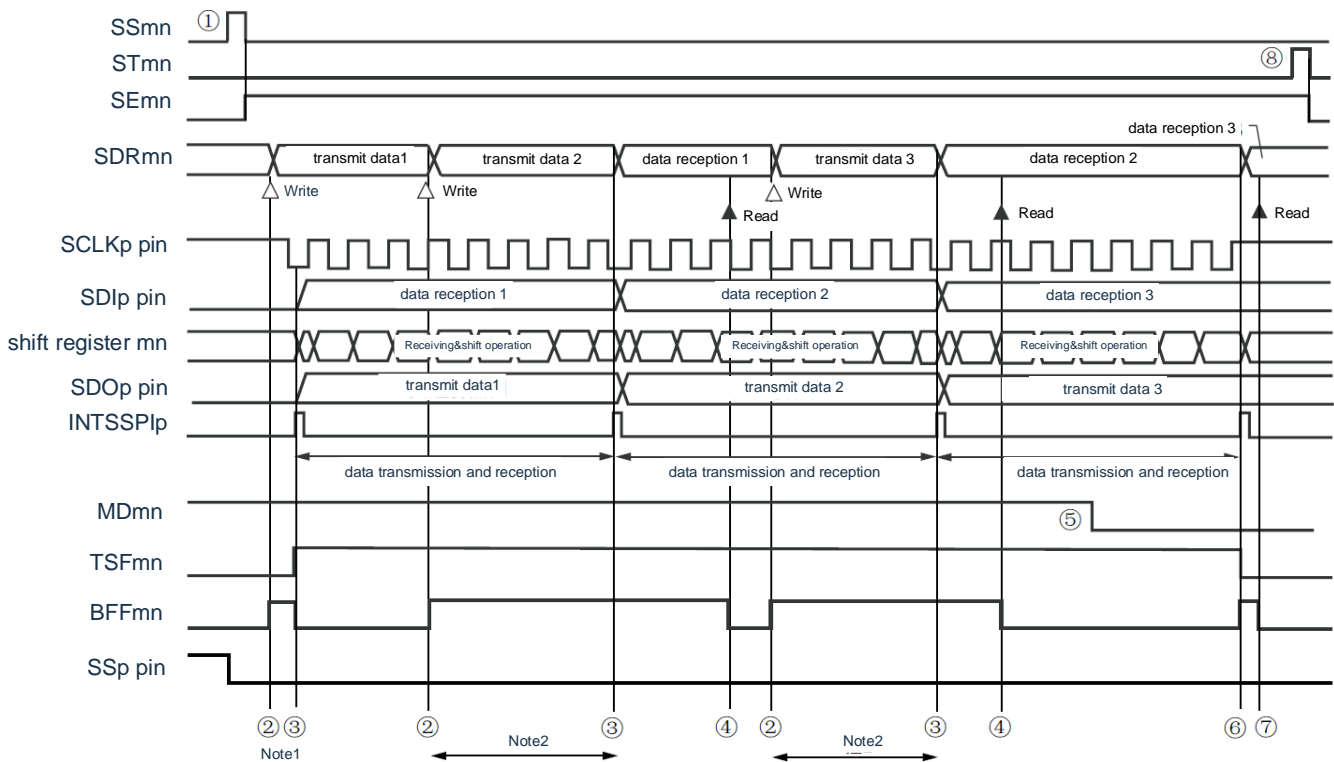 SSmn ①
STmn ⑧
SEmn
data reception 3
SDRmn transmit data1 transmit data 2 data reception 1 transmit data 3 data reception 2
Write Write Write
Read Read Read
SCLKp pin
SDIp pin data reception 1 data reception 2 data reception 3
shift register mn Receiving&shift operation Receiving&shift operation Receiving&shift operation
SDOp pin transmit data1 transmit data 2 transmit data 3
INTSSPIp
data transmission and reception data transmission and reception data transmission and reception
MDmn ⑤
TSFmn
BFFmn
SSp pin
② ③ ② ③ ④ ② ③ ④ ⑥ ⑦
Note1 Note2 Note2